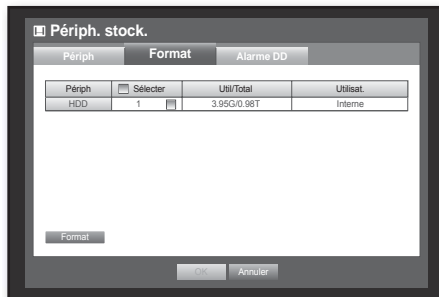 Périph. stock.
Périph Format Alarme DD
Périph Sélecter Util/Total Utilisat.
HDD 1 3.95G/0.98T Interne
Format
OK Annuler